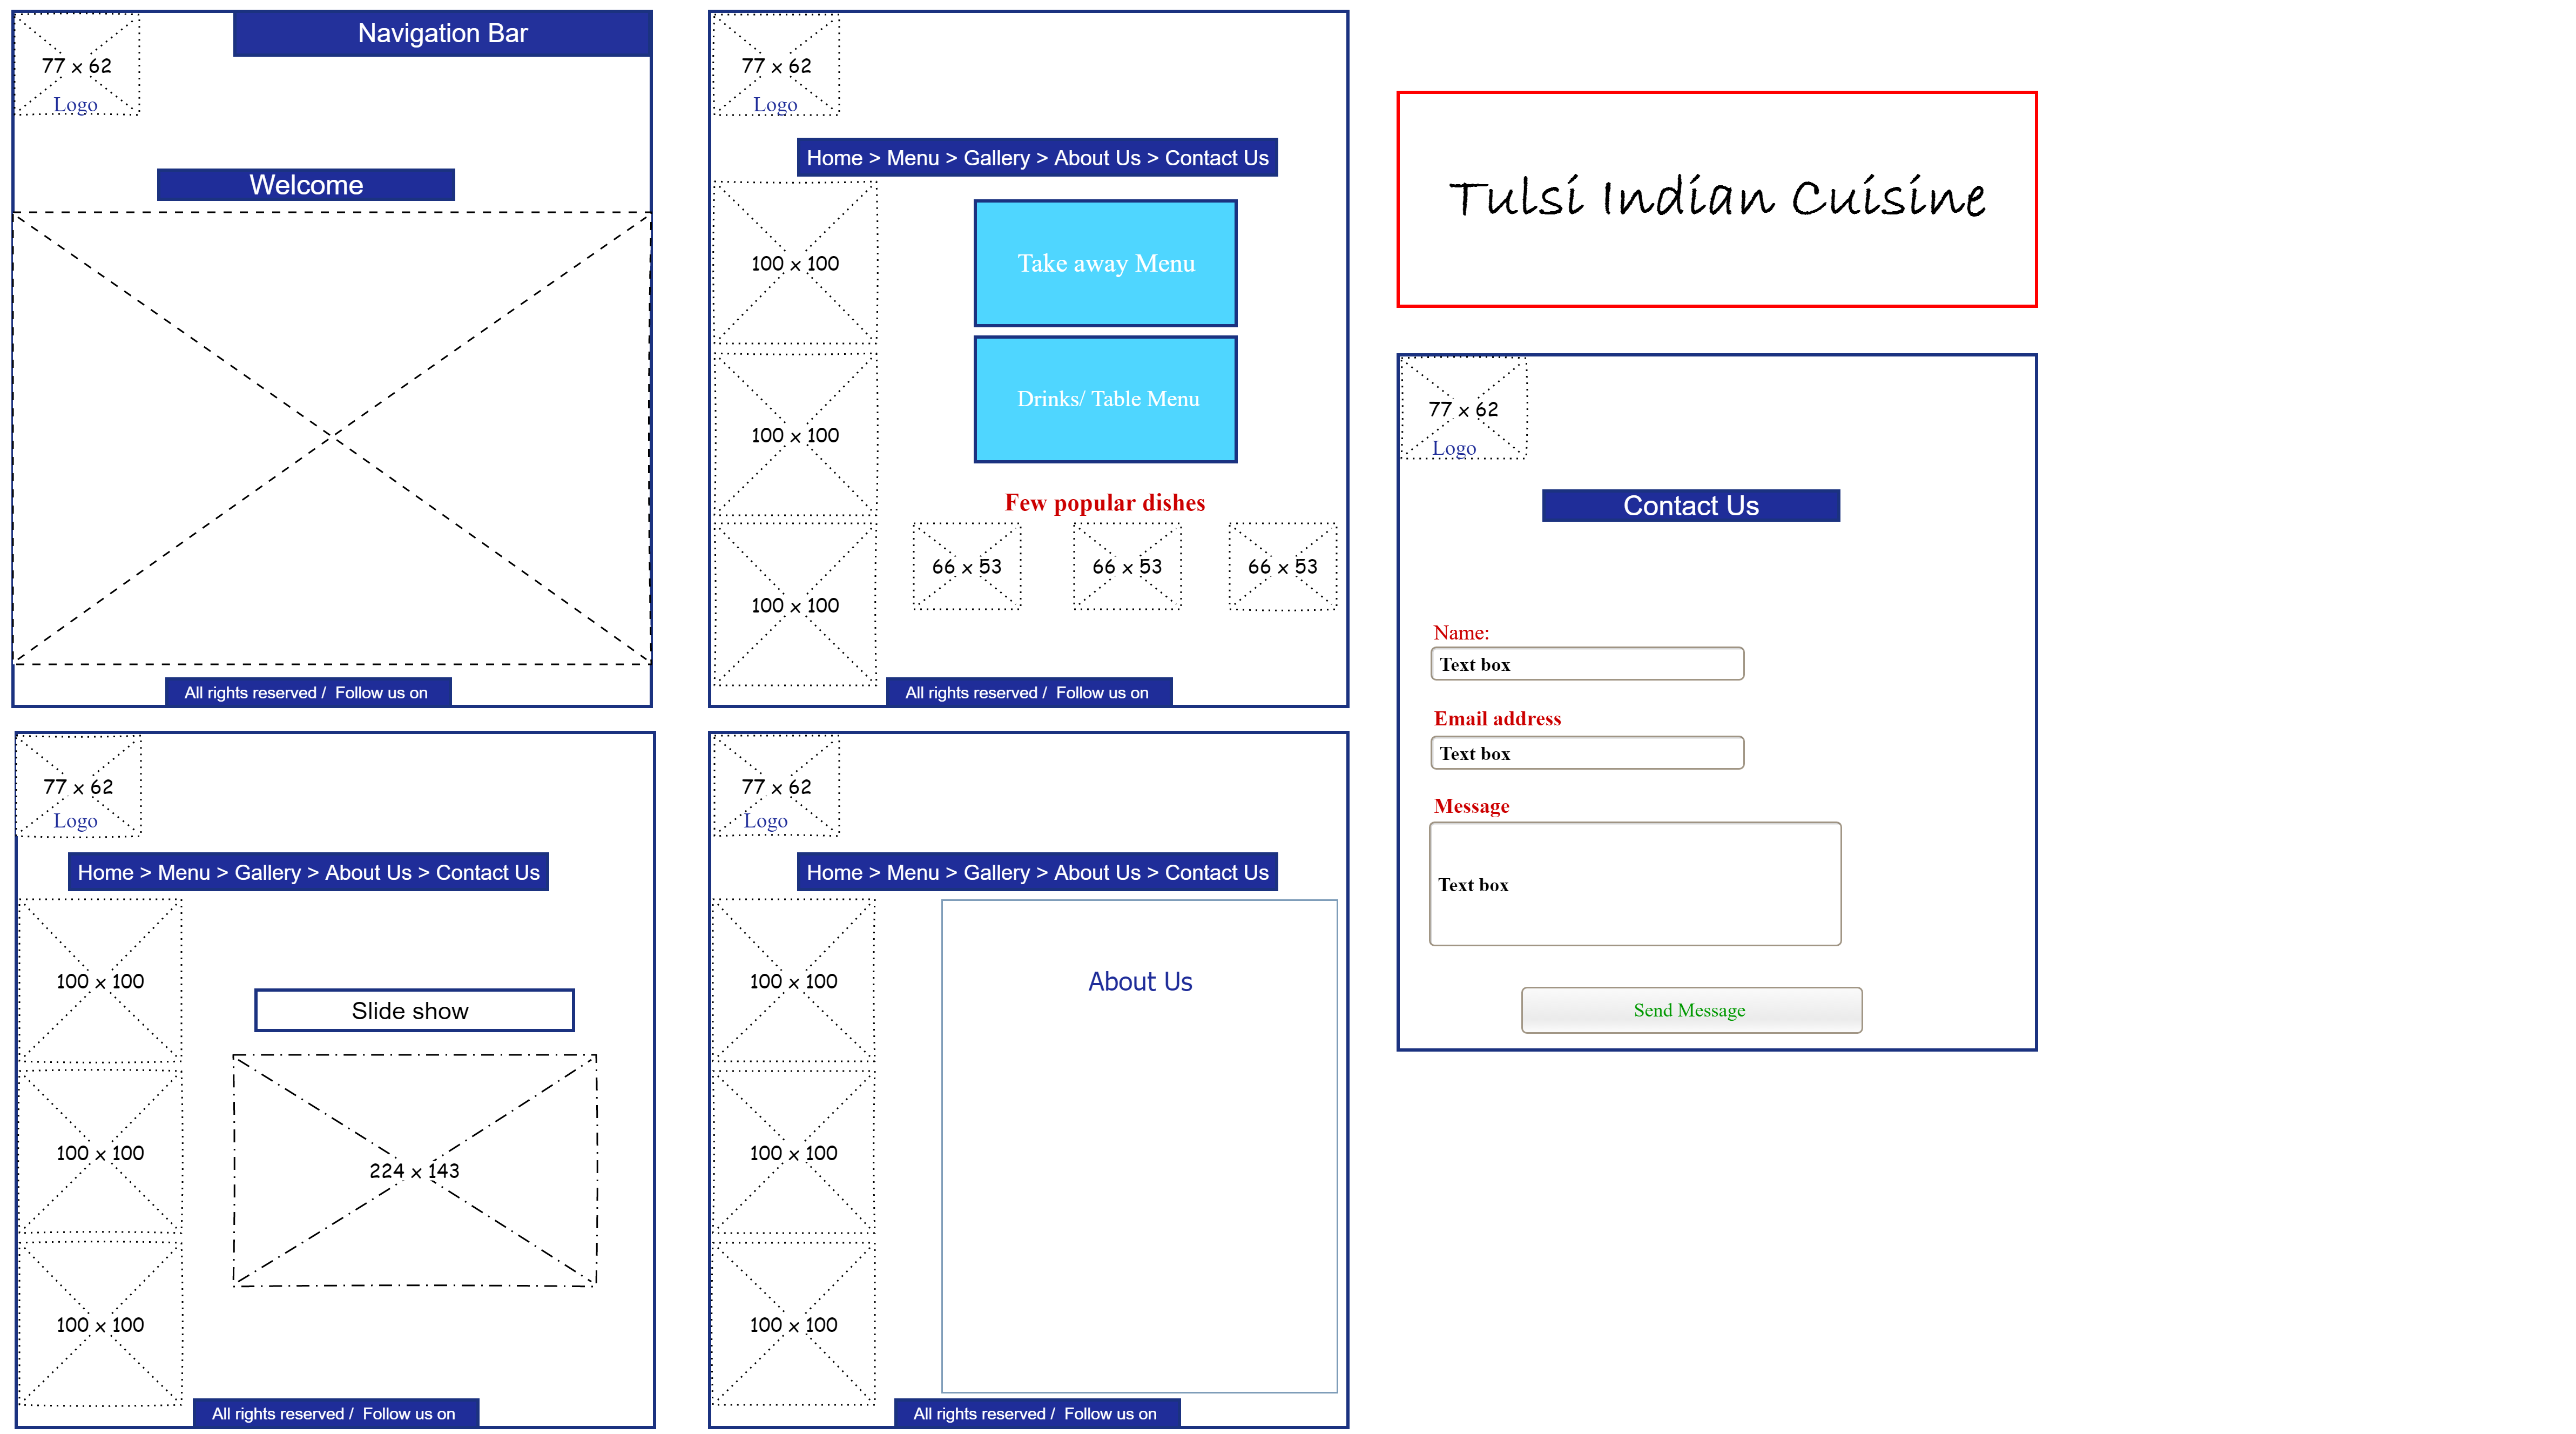 Navigation Bar
77 x 62
Logo
Welcome
All rights reserved /  Follow us on
77 x 62
Logo
Home > Menu > Gallery > About Us > Contact Us
100 x 100
Take away Menu
100 x 100
Drinks/ Table Menu
Few popular dishes
66 x 53
66 x 53
66 x 53
100 x 100
All rights reserved /  Follow us on
Tulsi Indian Cuisine
77 x 62
Logo
Contact Us
Name:
Text box
Email address
Text box
Message
Text box
Send Message
77 x 62
Logo
Home > Menu > Gallery > About Us > Contact Us
100 x 100
Slide show
100 x 100
224 x 143
100 x 100
All rights reserved /  Follow us on
77 x 62
Logo
Home > Menu > Gallery > About Us > Contact Us
100 x 100
About Us
100 x 100
100 x 100
All rights reserved /  Follow us on